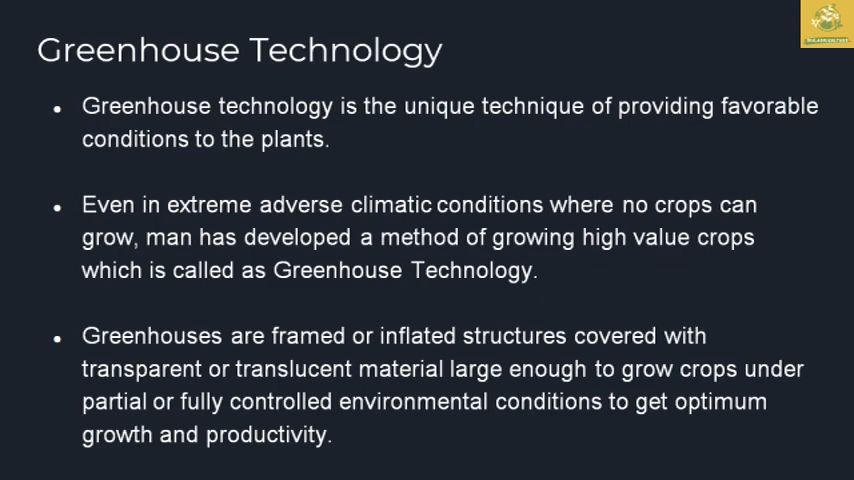 Greenhouse Technology
• Greenhouse technology is the unique technique of providing favorable
conditions to the plants.
• Even in extreme adverse climatic conditions where no crops can
grow, man has developed a method of growing high value crops
which is called as Greenhouse Technology.
• Greenhouses are framed or inflated structures covered with
transparent or translucent material large enough to grow crops under
partial or fully controlled environmental conditions to get optimum
growth and productivity.